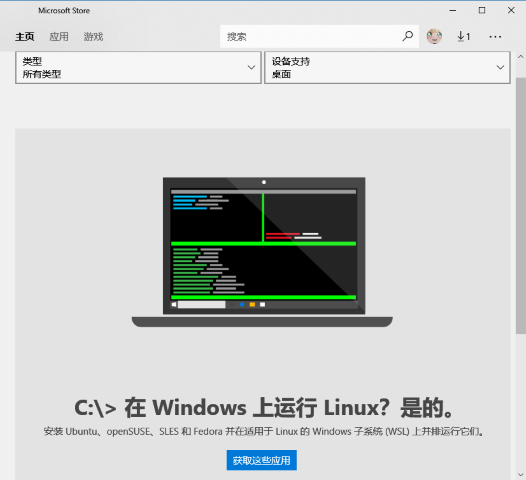 Microsoft Store
主页 应用 游戏 搜索 1
类型 设备支持
所有类型 桌面
C:\> 在 Windows 上运行 Linux？是的。
安装 Ubuntu、openSUSE、SLES 和 Fedora 并在适用于 Linux 的 Windows 子系统 (WSL) 上并排运行它们。
获取这些应用